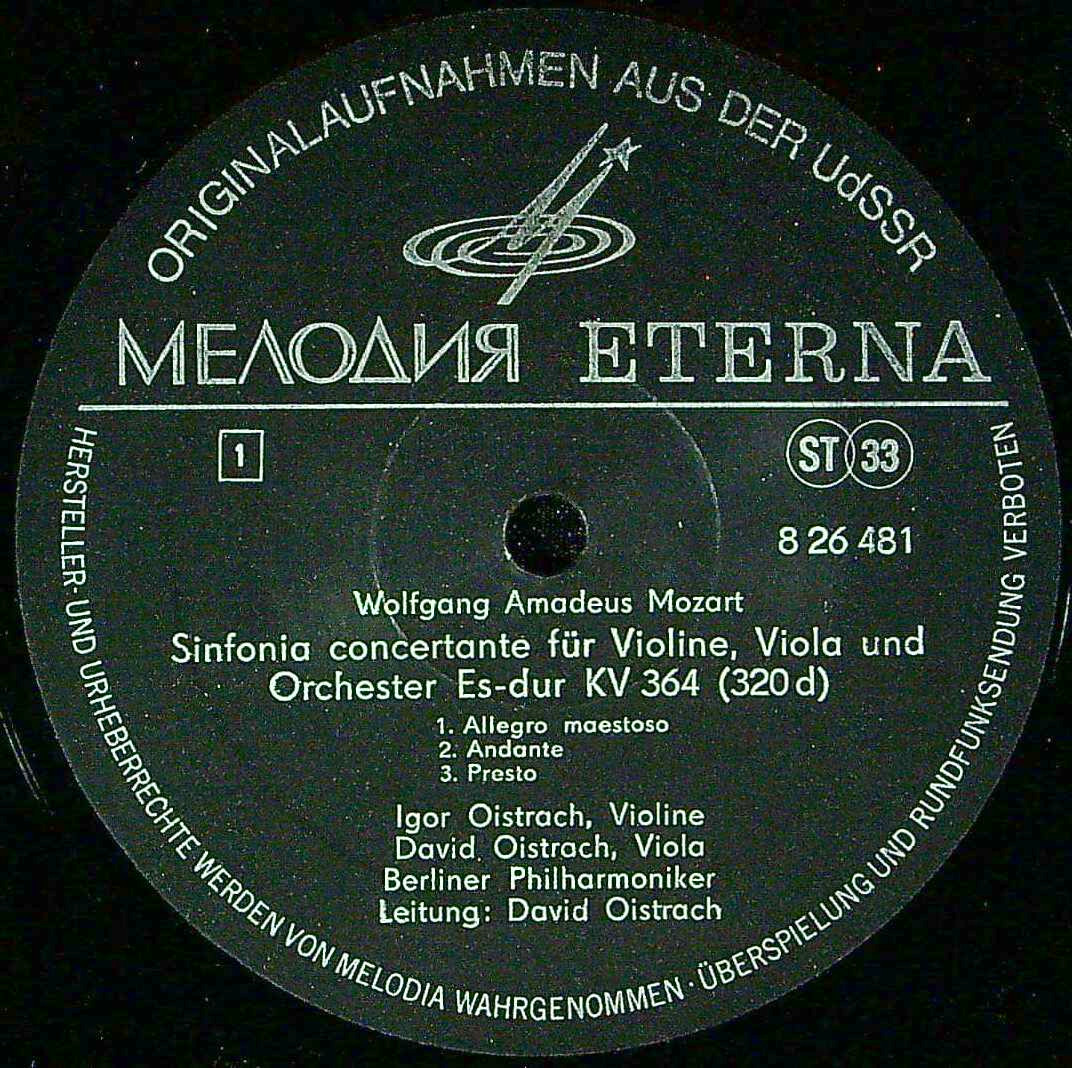 ORIGINALAUFNAHMEN AUS DER UdSSR
МЕЛОДИЯ ETERNA
1
ST 33
8 26 481
Wolfgang Amadeus Mozart
Sinfonia concertante für Violine, Viola und
Orchester Es-dur KV 364 (320 d)
1. Allegro maestoso
2. Andante
3. Presto
Igor Oistrach, Violine
David Oistrach, Viola
Berliner Philharmoniker
Leitung: David Oistrach
HERSTELLER- UND URHEBERRECHTE WERDEN VON MELODIA WAHRGENOMMEN · ÜBERSPIELUNG UND RUNDFUNKSENDUNG VERBOTEN